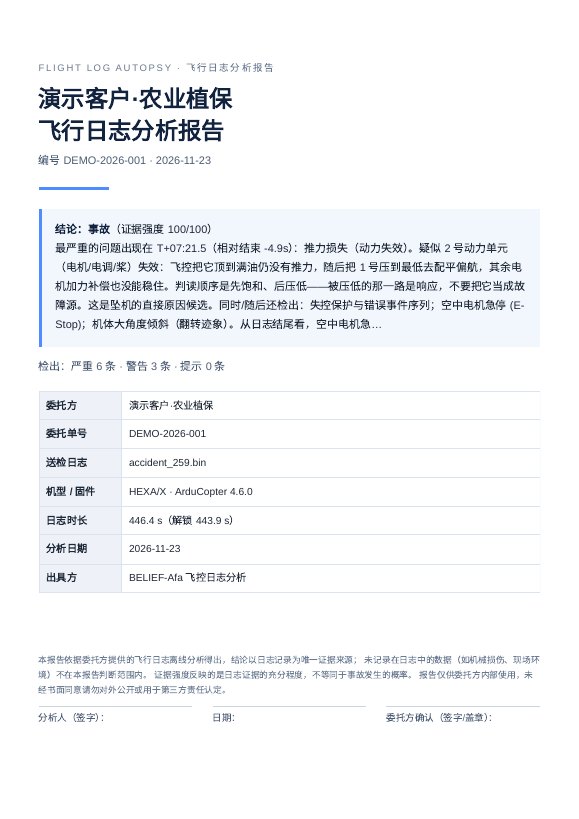 FLIGHT LOG AUTOPSY · 飞行日志分析报告
演示客户·农业植保
飞行日志分析报告
编号 DEMO-2026-001 · 2026-11-23
结论：事故（证据强度 100/100）
最严重的问题出现在 T+07:21.5（相对结束 -4.9s）：推力损失（动力失效）。疑似 2 号动力单元
（电机/电调/桨）失效：飞控把它顶到满油仍没有推力，随后把 1 号压到最低去配平偏航，其余电
机加力补偿也没能稳住。判读顺序是先饱和、后压低——被压低的那一路是响应，不要把它当成故
障源。这是坠机的直接原因候选。同时/随后还检出：失控保护与错误事件序列；空中电机急停 (E-
Stop)；机体大角度倾斜（翻转迹象）。从日志结尾看，空中电机急…
检出：严重 6 条 · 警告 3 条 · 提示 0 条
委托方 演示客户·农业植保
委托单号 DEMO-2026-001
送检日志 accident_259.bin
机型 / 固件 HEXA/X · ArduCopter 4.6.0
日志时长 446.4 s（解锁 443.9 s）
分析日期 2026-11-23
出具方 BELIEF-Afa 飞控日志分析
本报告依据委托方提供的飞行日志离线分析得出，结论以日志记录为唯一证据来源； 未记录在日志中的数据（如机械损伤、现场环
境）不在本报告判断范围内。 证据强度反映的是日志证据的充分程度，不等同于事故发生的概率。 报告仅供委托方内部使用，未
经书面同意请勿对外公开或用于第三方责任认定。
分析人（签字）： 日期： 委托方确认（签字/盖章）：